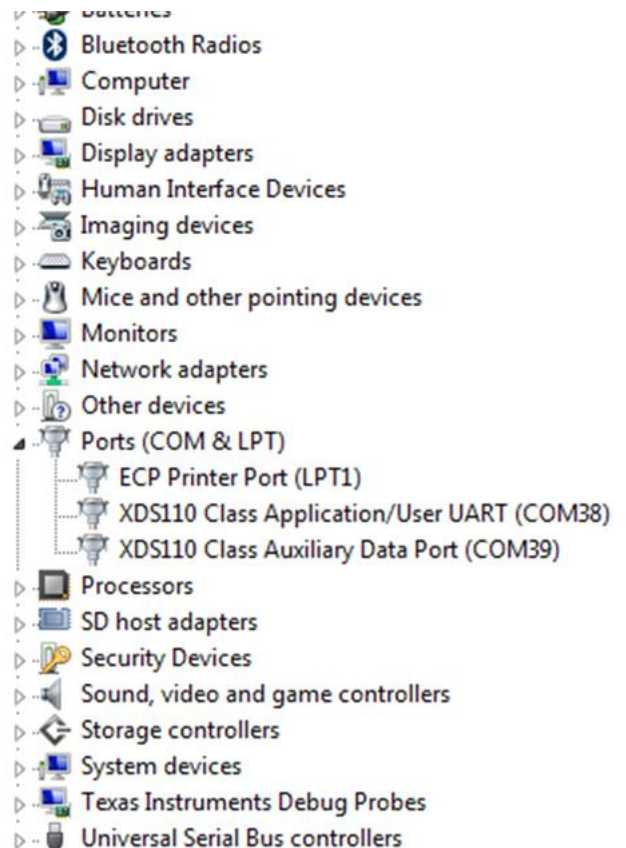 Batteries
Bluetooth Radios
Computer
Disk drives
Display adapters
Human Interface Devices
Imaging devices
Keyboards
Mice and other pointing devices
Monitors
Network adapters
Other devices
Ports (COM & LPT)
ECP Printer Port (LPT1)
XDS110 Class Application/User UART (COM38)
XDS110 Class Auxiliary Data Port (COM39)
Processors
SD host adapters
Security Devices
Sound, video and game controllers
Storage controllers
System devices
Texas Instruments Debug Probes
Universal Serial Bus controllers